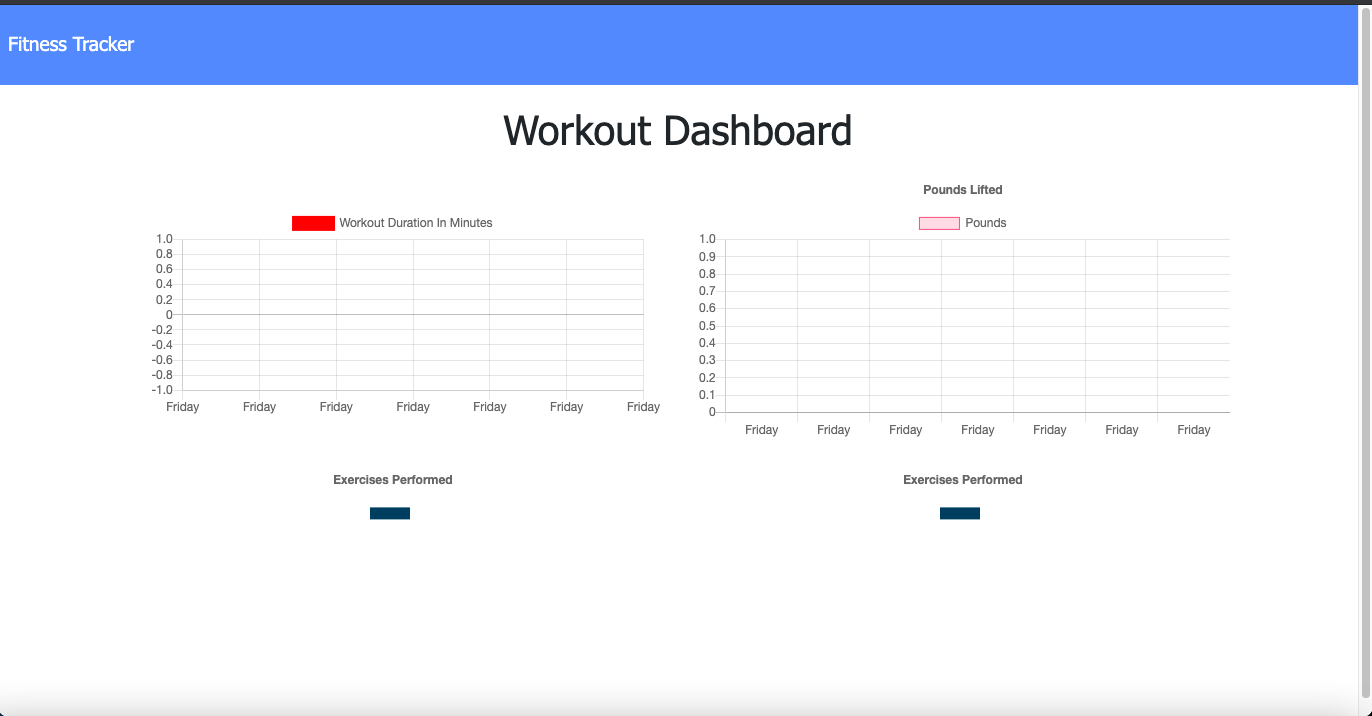 Fitness Tracker
Workout Dashboard
Workout Duration In Minutes
1.0
0.8
0.6
0.4
0.2
0
-0.2
-0.4
-0.6
-0.8
-1.0
Friday Friday Friday Friday Friday Friday Friday
Pounds Lifted
Pounds
1.0
0.9
0.8
0.7
0.6
0.5
0.4
0.3
0.2
0.1
0
Friday Friday Friday Friday Friday Friday Friday
Exercises Performed
Exercises Performed